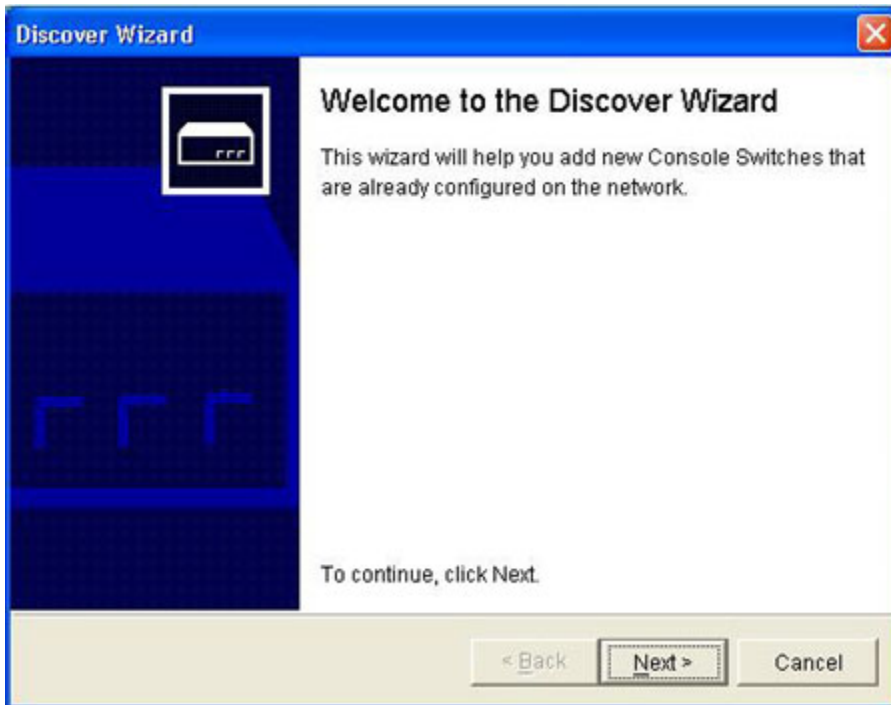 Discover Wizard
Welcome to the Discover Wizard
This wizard will help you add new Console Switches that
are already configured on the network.
To continue, click Next.
< Back
Next >
Cancel